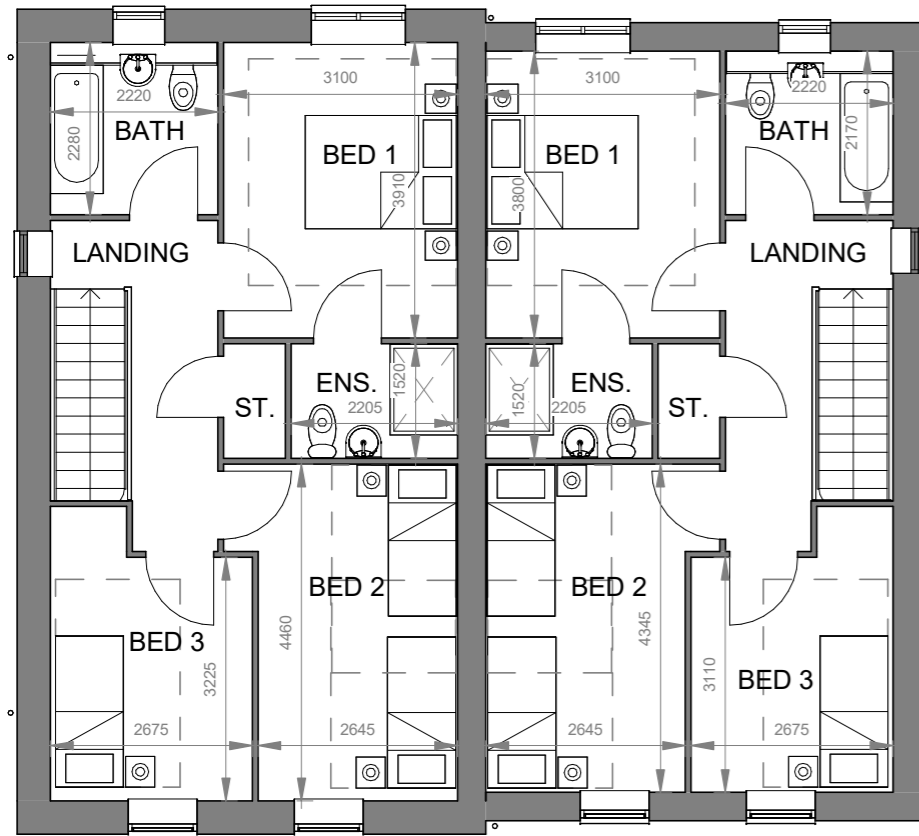 3100
3100
2220
2220
BATH
BED 1
BED 1
BATH
2280
3910
3800
2170
LANDING
LANDING
ENS.
1520
1520
ENS.
ST.
2205
2205
ST.
BED 2
BED 2
4460
4345
BED 3
3225
3110
BED 3
2675
2645
2645
2675